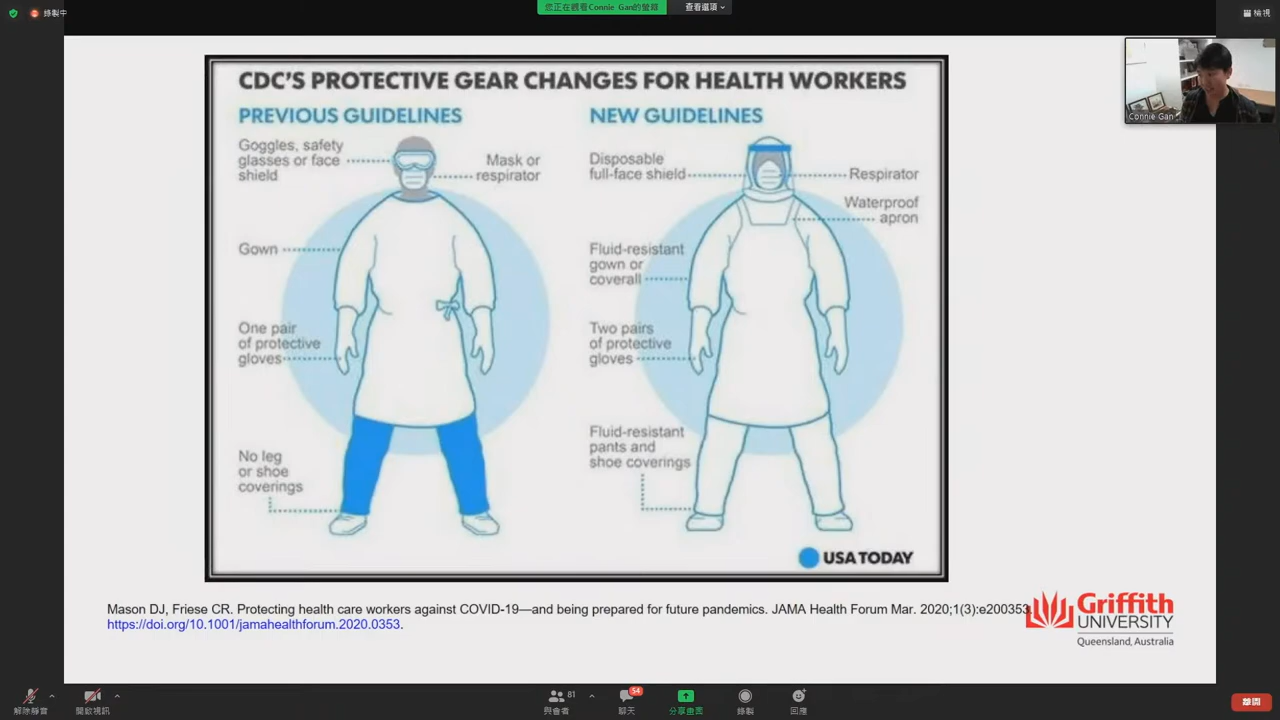 錄製中
您正在觀看Connie Gan的螢幕
查看選項
檢視
Connie Gan
CDC'S PROTECTIVE GEAR CHANGES FOR HEALTH WORKERS
PREVIOUS GUIDELINES
Goggles, safety
glasses or face
shield
Mask or
respirator
Gown
One pair
of protective
gloves
No leg
or shoe
coverings
NEW GUIDELINES
Disposable
full-face shield
Respirator
Waterproof
apron
Fluid-resistant
gown or
coverall
Two pairs
of protective
gloves
Fluid-resistant
pants and
shoe coverings
USA TODAY
Mason DJ, Friese CR. Protecting health care workers against COVID-19—and being prepared for future pandemics. JAMA Health Forum Mar. 2020;1(3):e200353.
https://doi.org/10.1001/jamahealthforum.2020.0353.
Griffith
UNIVERSITY
Queensland, Australia
解除靜音
開啟視訊
81
與會者
54
聊天
分享畫面
錄製
回應
離開